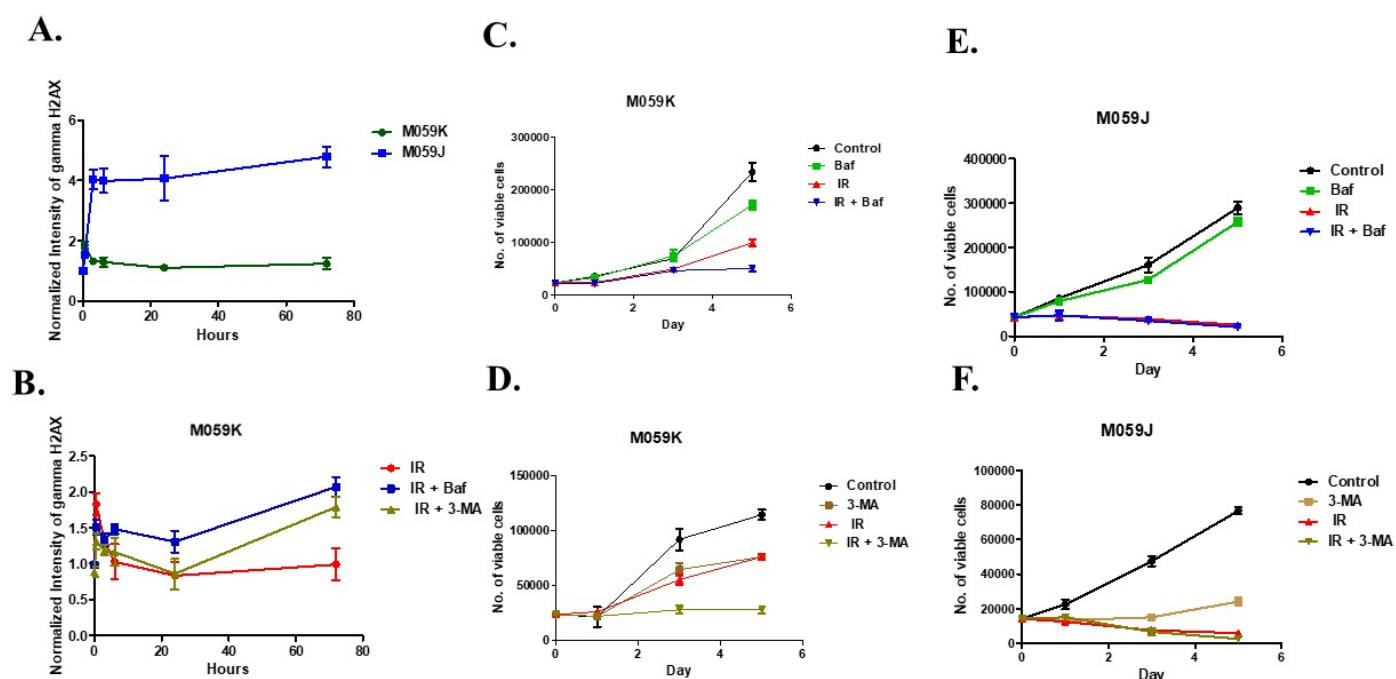 A.
Normalized Intensity of gamma H2AX
6
4
2
0
0 20 40 60 80
Hours
M059K
M059J
B.
M059K
Normalized Intensity of gamma H2AX
2.5
2.0
1.5
1.0
0.5
0.0
0 20 40 60 80
Hours
IR
IR + Baf
IR + 3-MA
C.
M059K
No. of viable cells
300000
200000
100000
0
0 2 4 6
Day
Control
Baf
IR
IR + Baf
D.
M059K
No. of viable cells
150000
100000
50000
0
0 2 4 6
Day
Control
3-MA
IR
IR + 3-MA
E.
M059J
No. of viable cells
400000
300000
200000
100000
0
0 2 4 6
Day
Control
Baf
IR
IR + Baf
F.
M059J
No. of viable cells
100000
80000
60000
40000
20000
0
0 2 4 6
Day
Control
3-MA
IR
IR + 3-MA